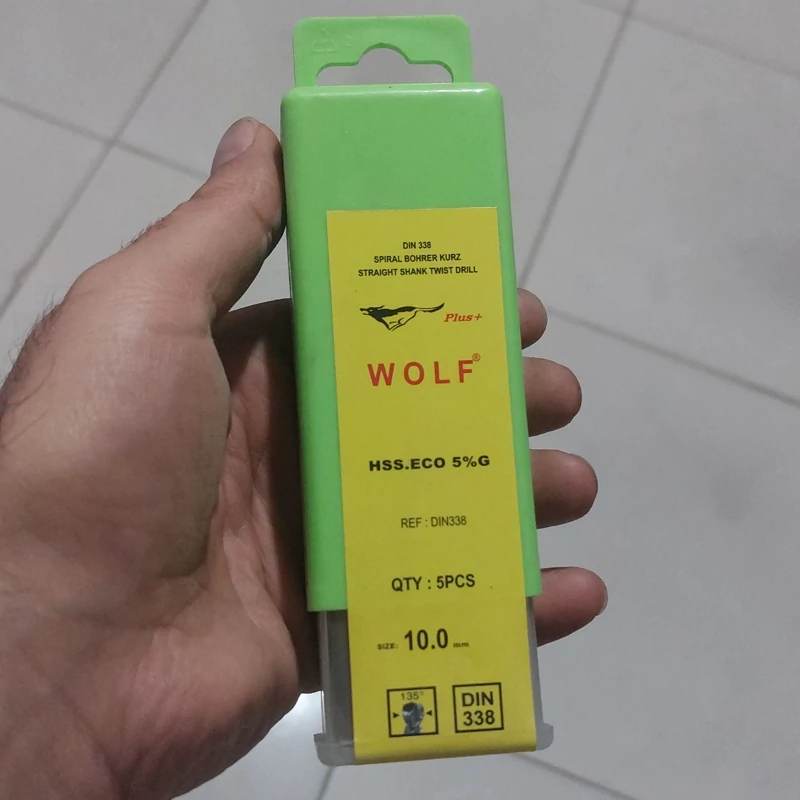 DIN 338
SPIRAL BOHRER KURZ
STRAIGHT SHANK TWIST DRILL
Plus+
WOLF®
HSS.ECO 5%G
REF : DIN338
QTY : 5PCS
SIZE: 10.0 mm
135°
DIN
338